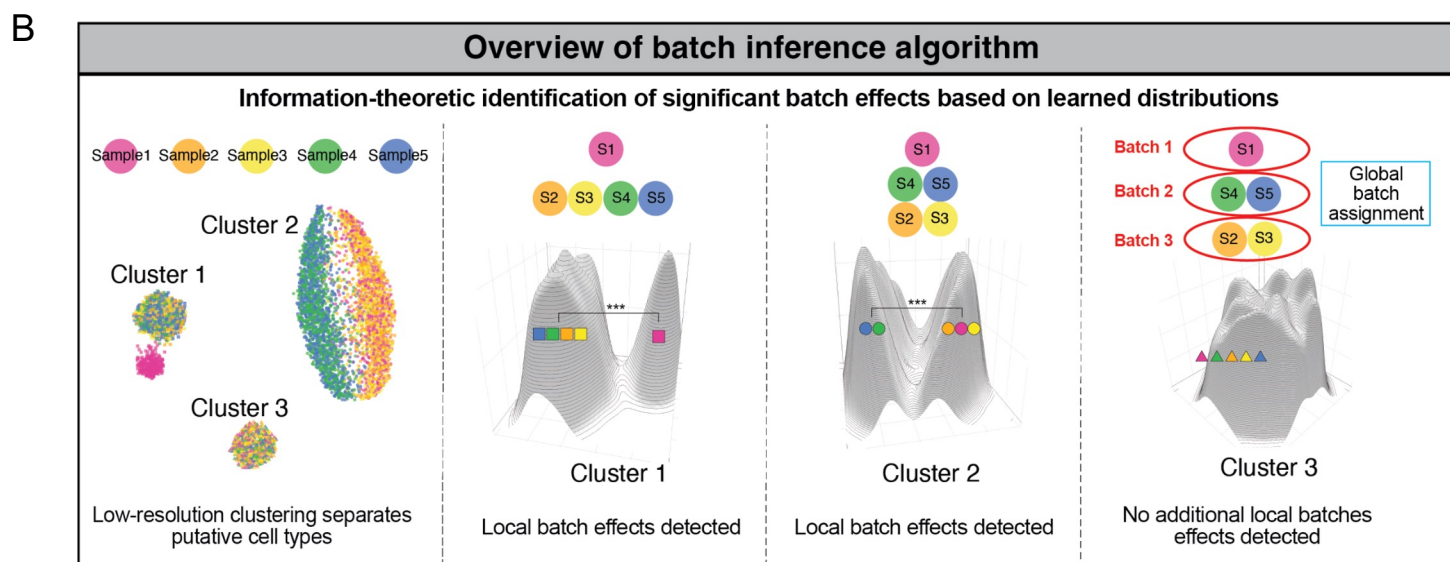 B
Overview of batch inference algorithm
Information-theoretic identification of significant batch effects based on learned distributions
Sample1 Sample2 Sample3 Sample4 Sample5
Cluster 2
Cluster 1
Cluster 3
Low-resolution clustering separates
putative cell types
S1
S2 S3 S4 S5
***
Cluster 1
Local batch effects detected
S1
S4 S5
S2 S3
***
Cluster 2
Local batch effects detected
Batch 1 S1
Batch 2 S4 S5
Batch 3 S2 S3
Global
batch
assignment
Cluster 3
No additional local batches
effects detected